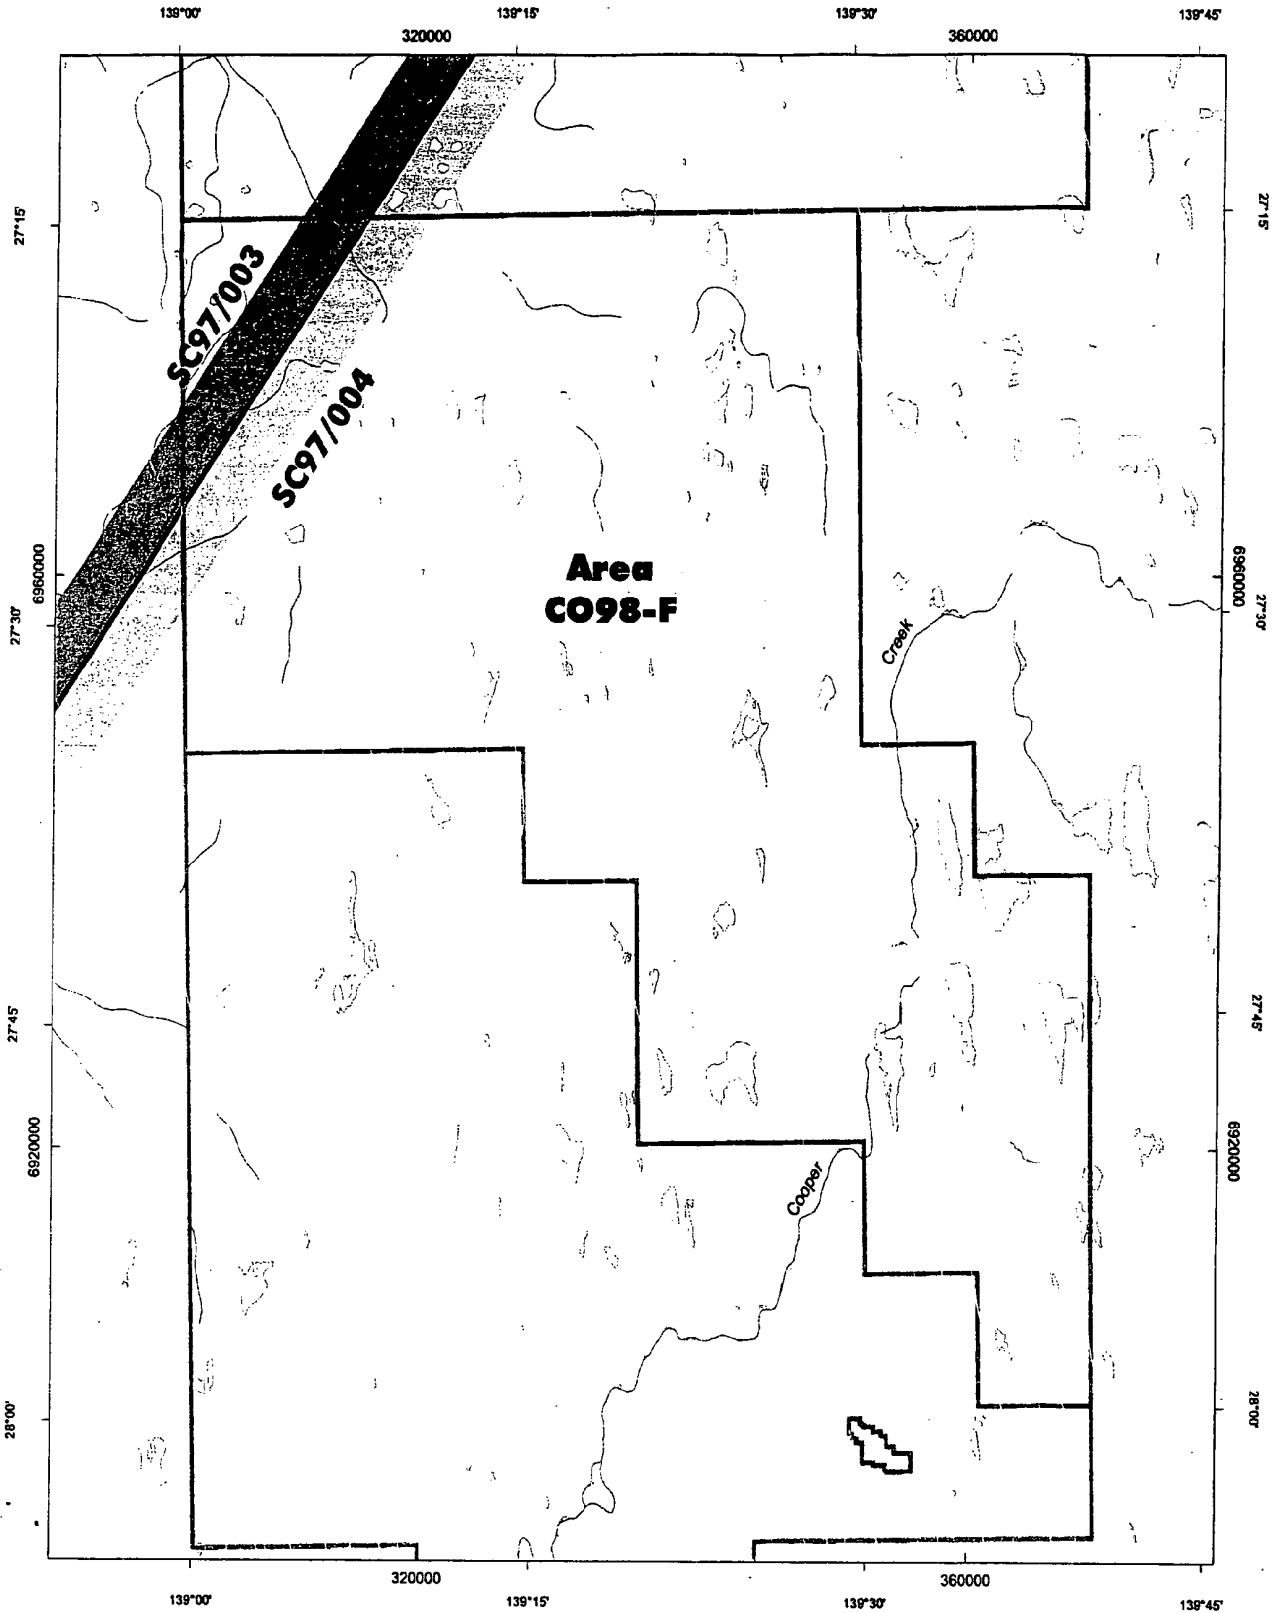 139°00' 139°15' 139°30' 139°45'
320000 360000
27°15' 27°15'
SC97/003
SC97/004
Area
CO98-F
6960000 6960000
27°30' 27°30'
Creek
27°45' 27°45'
6920000 6920000
Cooper
28°00' 28°00'
320000 360000
139°00' 139°15' 139°30' 139°45'